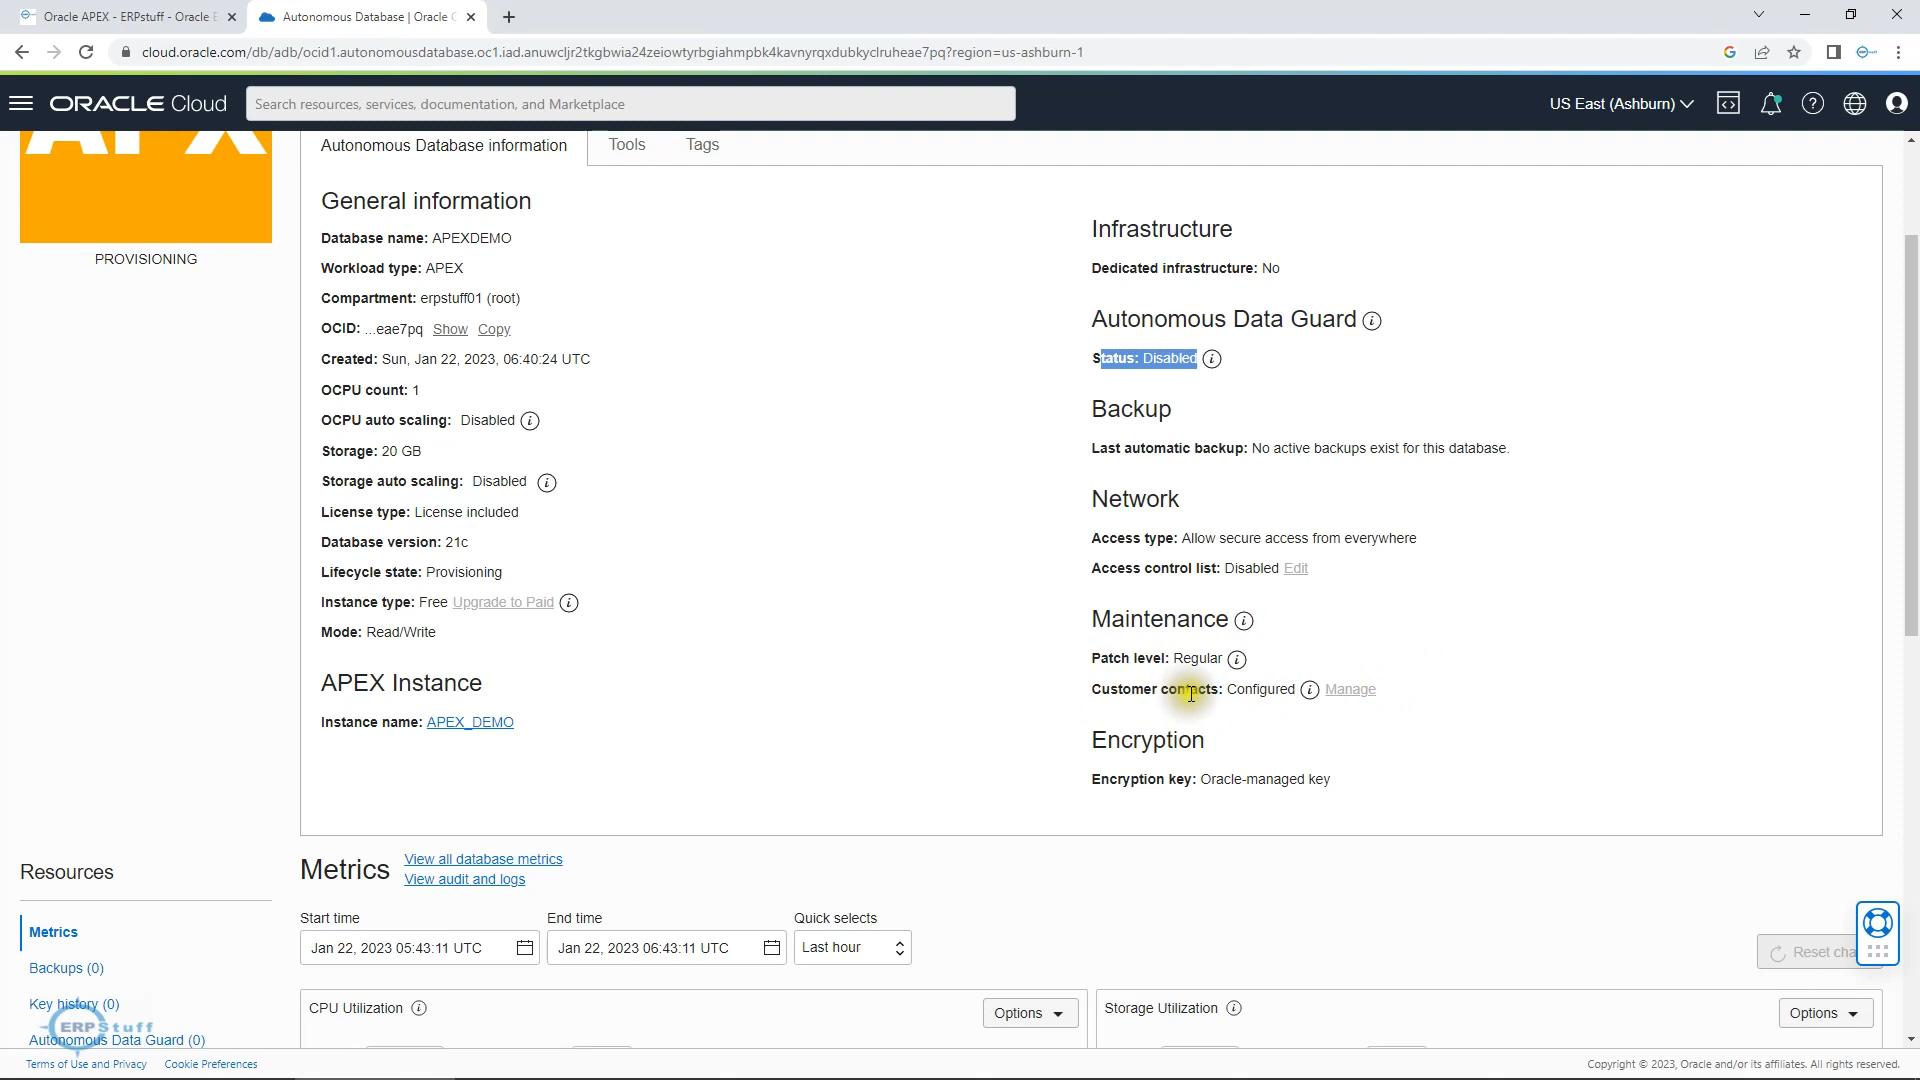 Oracle APEX - ERPstuff - Oracle E
Autonomous Database | Oracle C
cloud.oracle.com/db/adb/ocid1.autonomousdatabase.oc1.iad.anuwcljr2tkgbwia24zeiowtyrbgiahmpbk4kavnyrqxdubkyclruheae7pq?region=us-ashburn-1
ORACLE Cloud
Search resources, services, documentation, and Marketplace
US East (Ashburn)
APX
PROVISIONING
Autonomous Database information
Tools
Tags
General information
Database name: APEXDEMO
Workload type: APEX
Compartment: erpstuff01 (root)
OCID: ...eae7pq Show Copy
Created: Sun, Jan 22, 2023, 06:40:24 UTC
OCPU count: 1
OCPU auto scaling: Disabled
Storage: 20 GB
Storage auto scaling: Disabled
License type: License included
Database version: 21c
Lifecycle state: Provisioning
Instance type: Free Upgrade to Paid
Mode: Read/Write
APEX Instance
Instance name: APEX_DEMO
Infrastructure
Dedicated infrastructure: No
Autonomous Data Guard
Status: Disabled
Backup
Last automatic backup: No active backups exist for this database.
Network
Access type: Allow secure access from everywhere
Access control list: Disabled Edit
Maintenance
Patch level: Regular
Customer contacts: Configured Manage
Encryption
Encryption key: Oracle-managed key
Resources
Metrics
Backups (0)
Key history (0)
Autonomous Data Guard (0)
ERPStuff
Metrics
View all database metrics
View audit and logs
Start time
Jan 22, 2023 05:43:11 UTC
End time
Jan 22, 2023 06:43:11 UTC
Quick selects
Last hour
Reset cha
CPU Utilization
Options
Storage Utilization
Options
Terms of Use and Privacy
Cookie Preferences
Copyright © 2023, Oracle and/or its affiliates. All rights reserved.